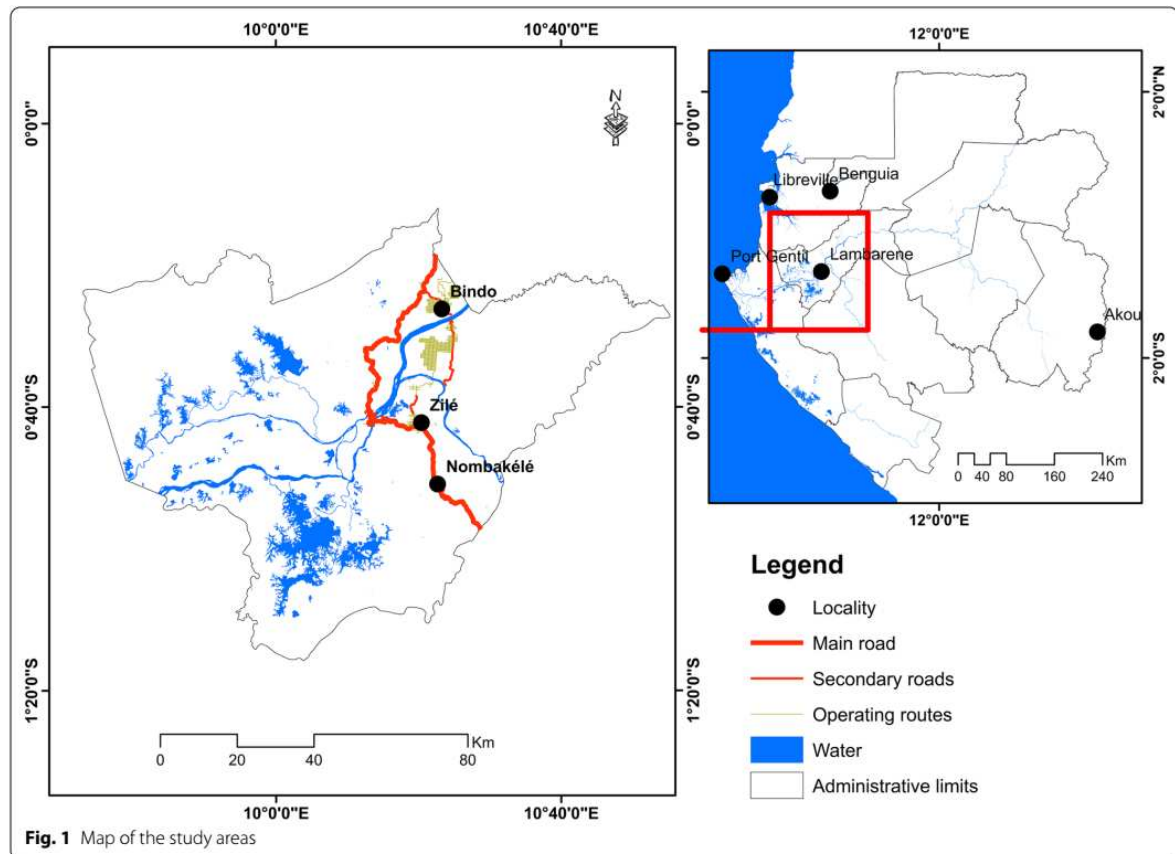 10°0'0"E
10°40'0"E
N
0°0'0"
0°40'0"S
1°20'0"S
Bindo
Zilé
Nombakélé
0
20
40
80
Km
10°0'0"E
10°40'0"E
12°0'0"E
2°0'0"N
2°0'0"S
Libreville
Benguia
Port Gentil
Lambarene
Akou
0 40 80 160 240
Km
12°0'0"E
0°0'0"
0°40'0"S
1°20'0"S
Legend
Locality
Main road
Secondary roads
Operating routes
Water
Administrative limits
Fig. 1 Map of the study areas